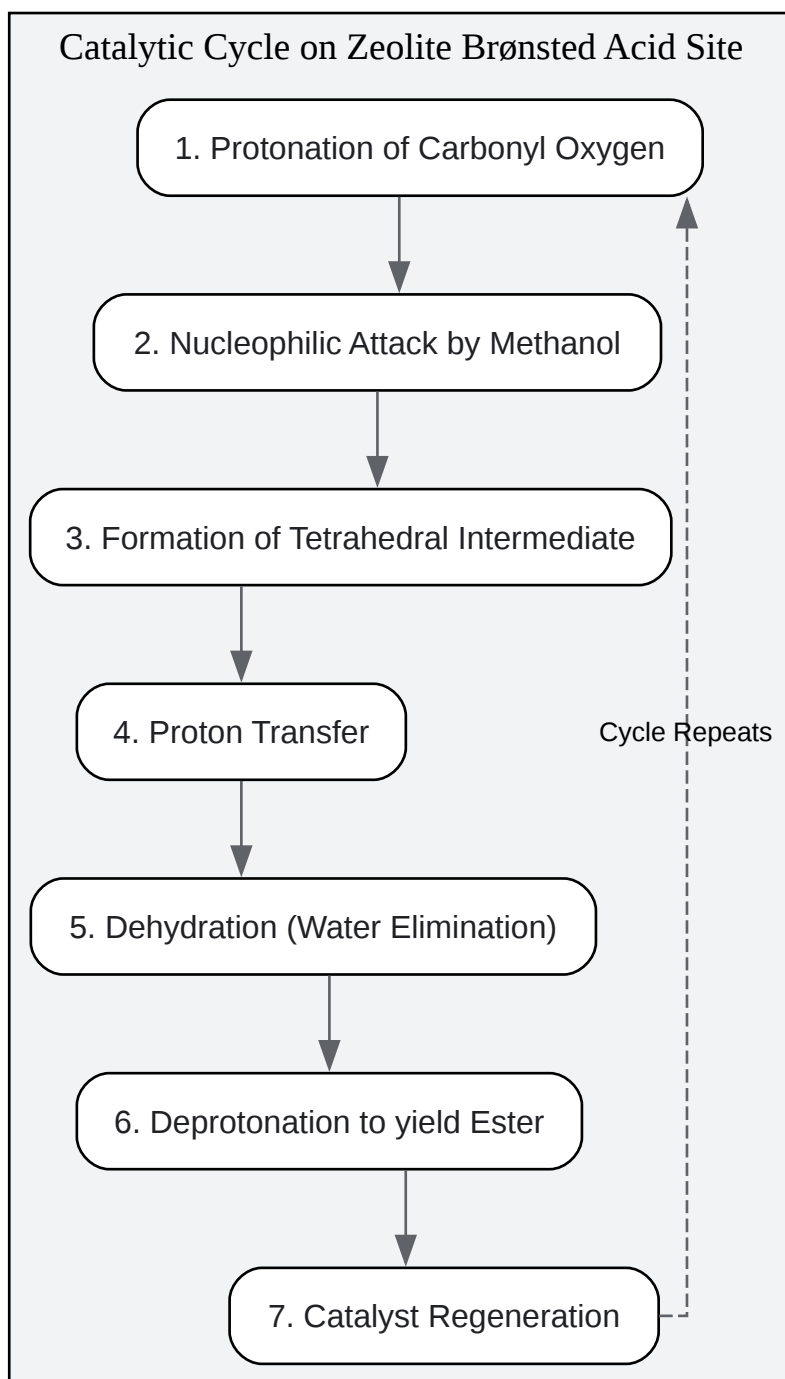 Catalytic Cycle on Zeolite Brønsted Acid Site
1. Protonation of Carbonyl Oxygen
2. Nucleophilic Attack by Methanol
3. Formation of Tetrahedral Intermediate
4. Proton Transfer
Cycle Repeats
5. Dehydration (Water Elimination)
6. Deprotonation to yield Ester
7. Catalyst Regeneration